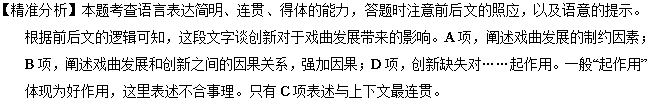 【精准分析】本题考查语言表达简明、连贯、得体的能力，答题时注意前后文的照应，以及语意的提示。
根据前后文的逻辑可知，这段文字谈创新对于戏曲发展带来的影响。A 项，阐述戏曲发展的制约因素；
B 项，阐述戏曲发展和创新之间的因果关系，强加因果；D 项，创新缺失对……起作用。一般“起作用”
体现为好作用，这里表述不合事理。只有 C 项表述与上下文最连贯。